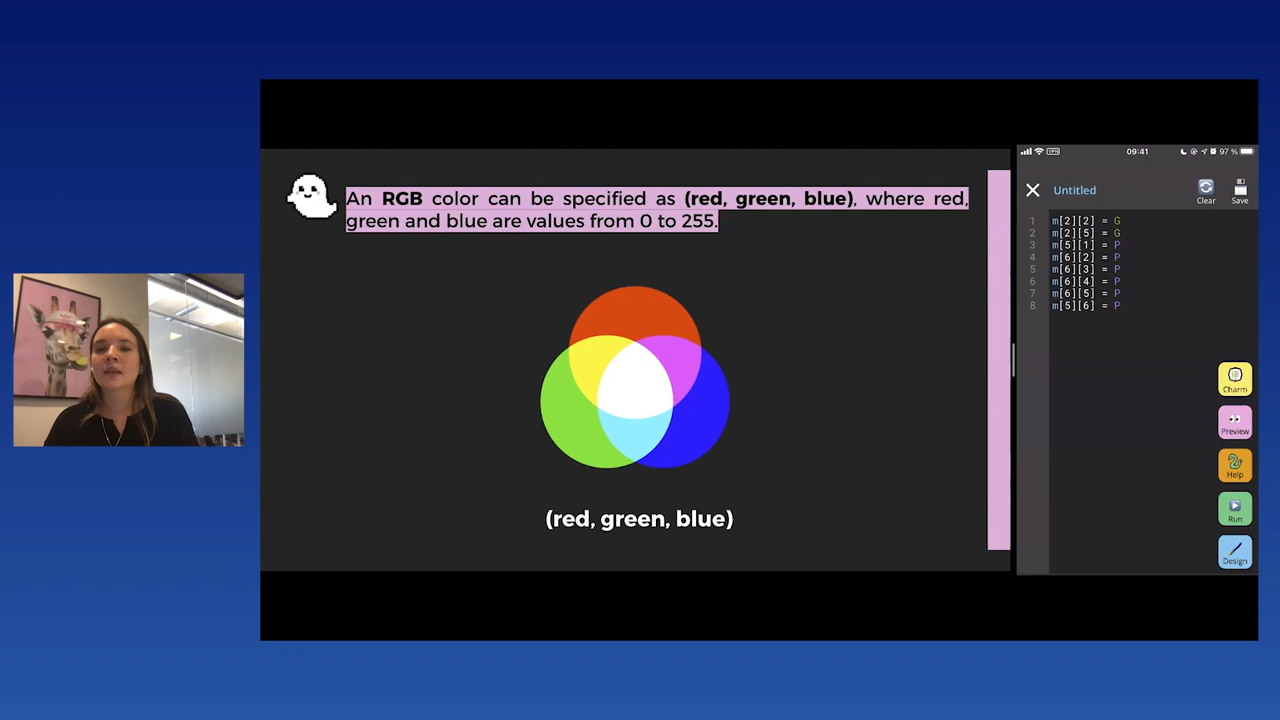 An RGB color can be specified as (red, green, blue), where red,
green and blue are values from 0 to 255.
(red, green, blue)
VPN
09:41
97 %
Untitled
Clear
Save
1 m[2][2] = G
2 m[2][5] = G
3 m[5][1] = P
4 m[6][2] = P
5 m[6][3] = P
6 m[6][4] = P
7 m[6][5] = P
8 m[5][6] = P
Charm
Preview
Help
Run
Design